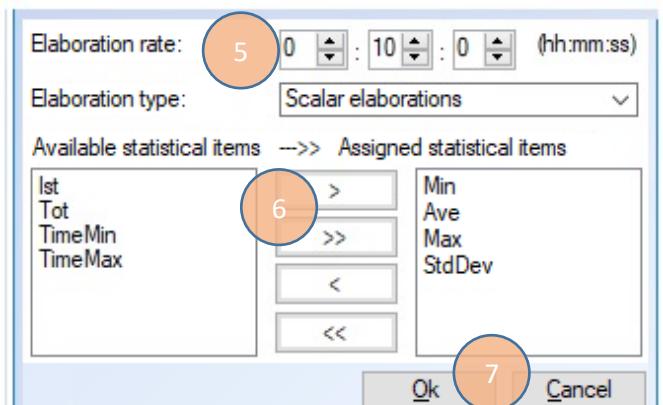 Elaboration rate: 5 0 : 10 : 0 (hh:mm:ss)
Elaboration type: Scalar elaborations
Available statistical items --->> Assigned statistical items
Ist
Tot
TimeMin
TimeMax
6
>
>>
<
<<
Min
Ave
Max
StdDev
Ok 7 Cancel